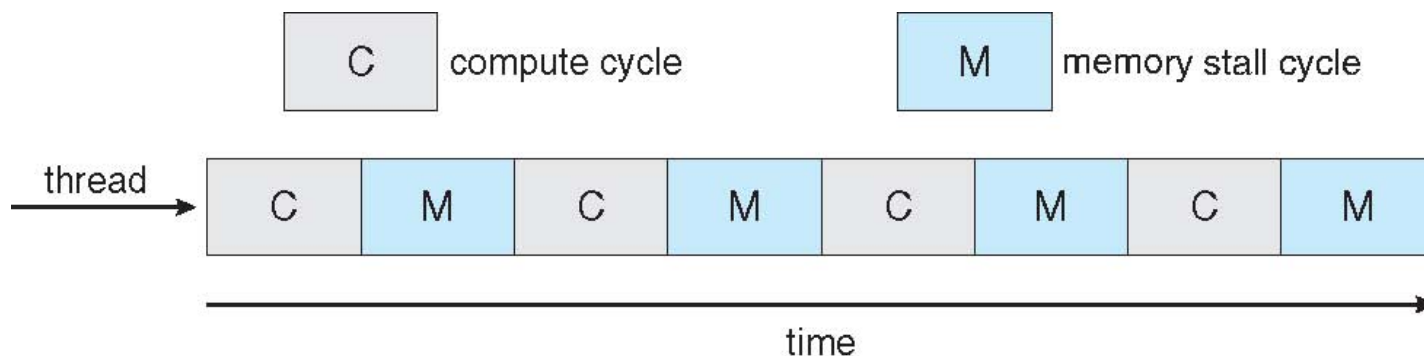 C compute cycle M memory stall cycle
thread
C M C M C M C M
time